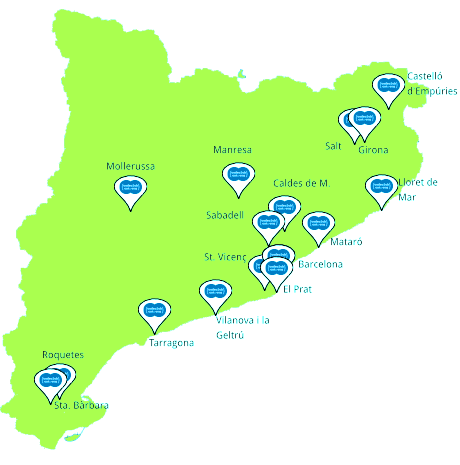 Castelló
d'Empúries
Salt
Girona
Manresa
Mollerussa
Caldes de M.
Lloret de
Mar
Sabadell
Mataró
St. Vicenç
Barcelona
El Prat
Vilanova i la
Geltrú
Tarragona
Roquetes
Sta. Bàrbara